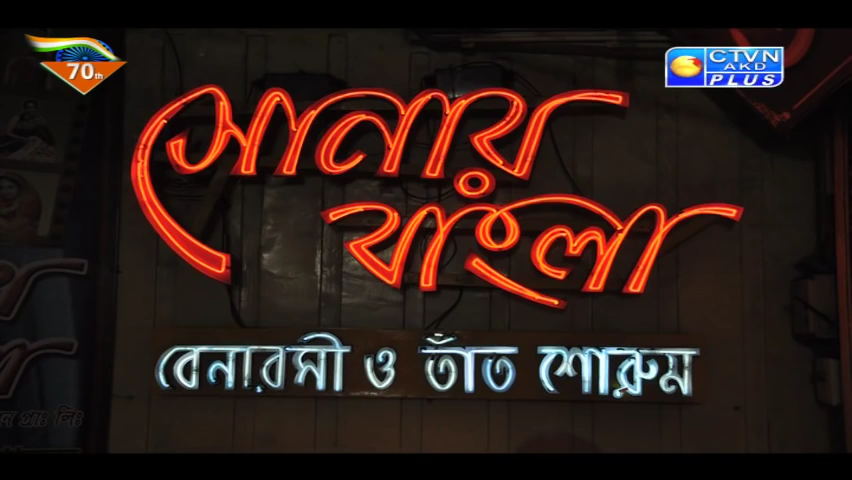 70th
CTVN
AKD
PLUS
সোনায়
বাংলা
বেনারসী ও তাঁত শোরুম
ন প্রাঃ লিঃ